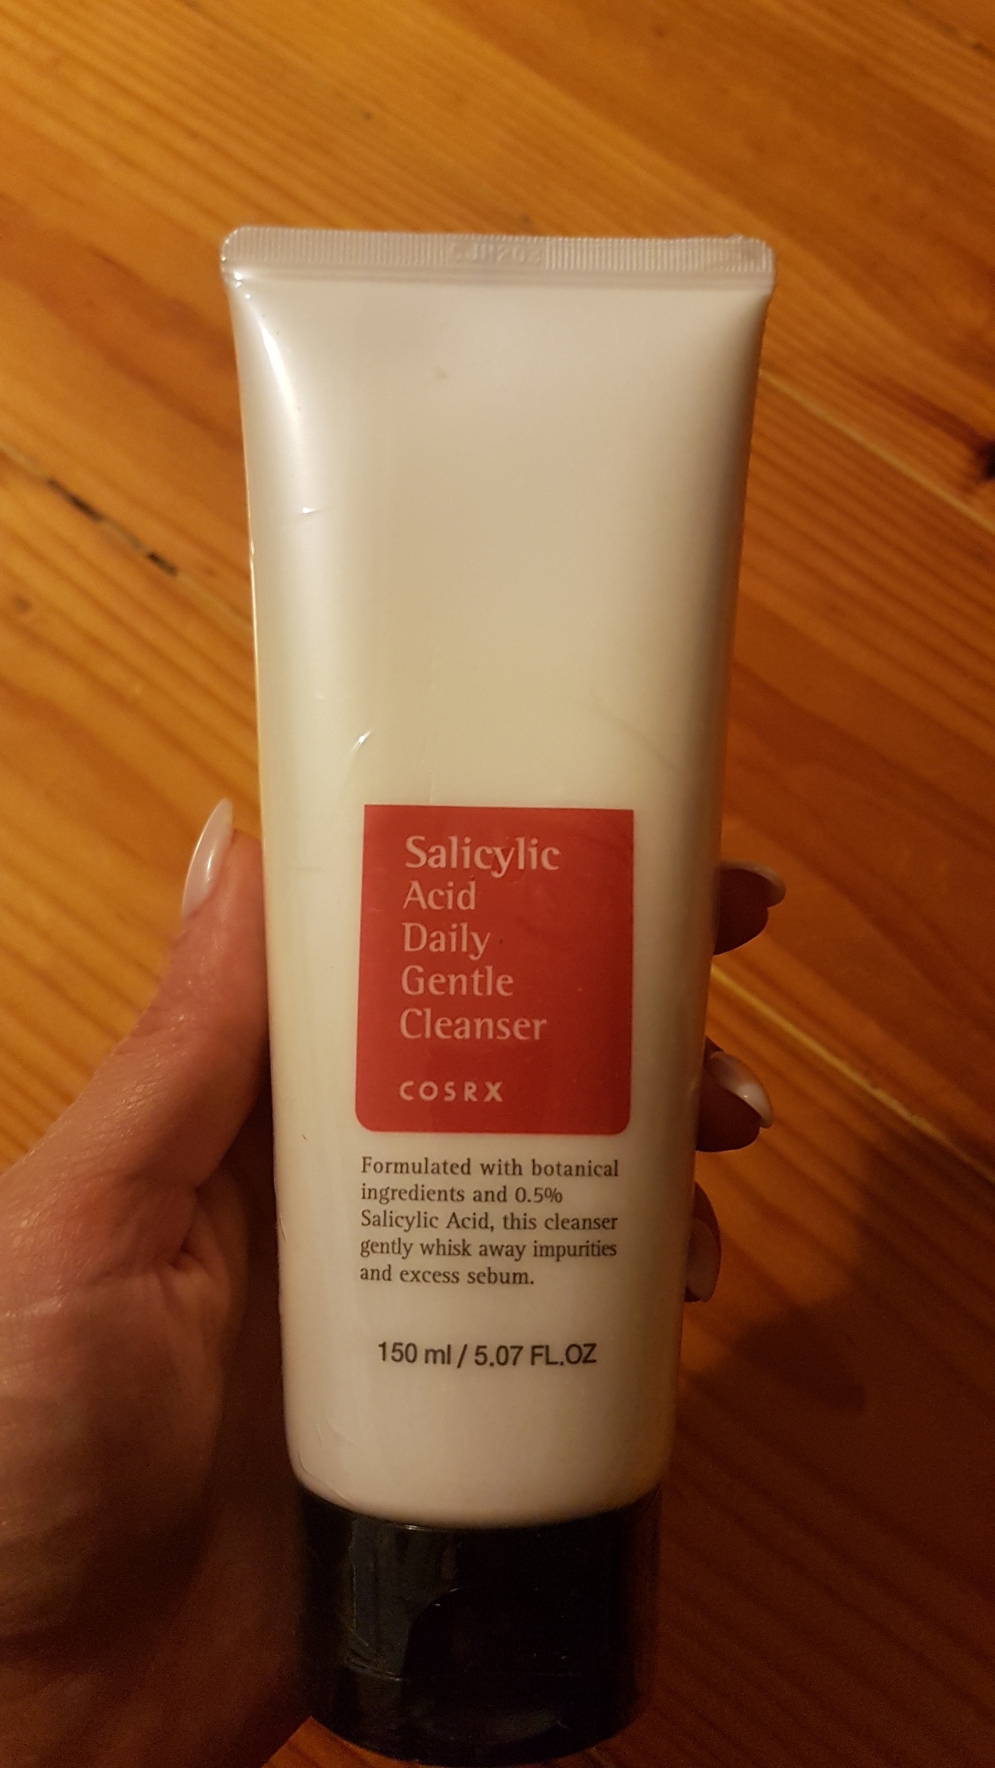 Salicylic
Acid
Daily
Gentle
Cleanser
COSRX
Formulated with botanical
ingredients and 0.5%
Salicylic Acid, this cleanser
gently whisk away impurities
and excess sebum.
150 ml / 5.07 FL.OZ